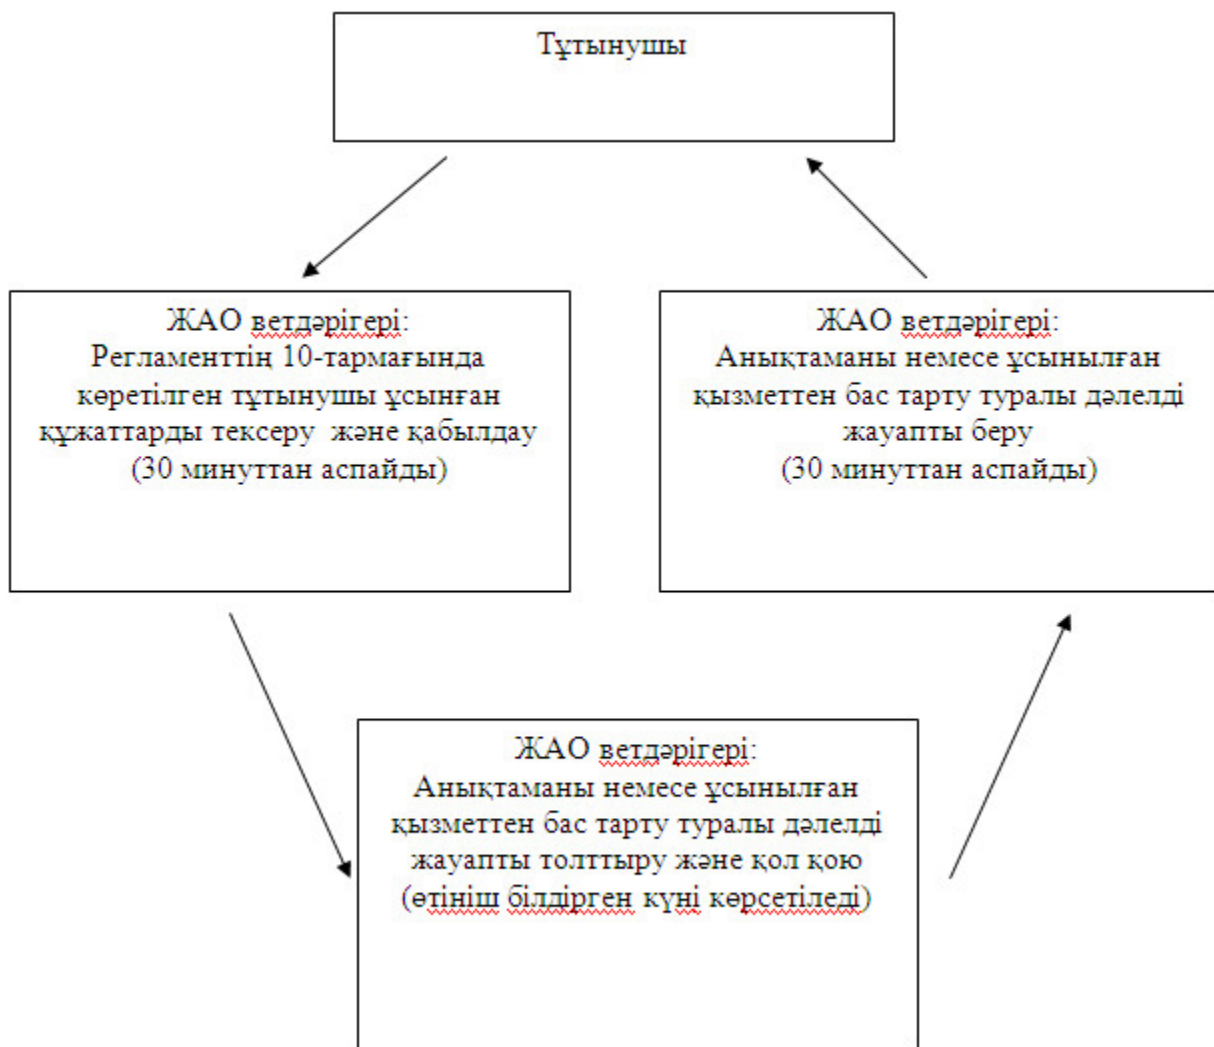 Тұтынушы
ЖАО ветдәрігері:
Регламенттің 10-тармағында
көретілген тұтынушы ұсынған
құжаттарды тексеру және қабылдау
(30 минуттан аспайды)
ЖАО ветдәрігері:
Анықтаманы немесе ұсынылған
қызметтен бас тарту туралы дәлелді
жауапты беру
(30 минуттан аспайды)
ЖАО ветдәрігері:
Анықтаманы немесе ұсынылған
қызметтен бас тарту туралы дәлелді
жауапты толттыру және қол қою
(өтініш білдірген күні көрсетіледі)